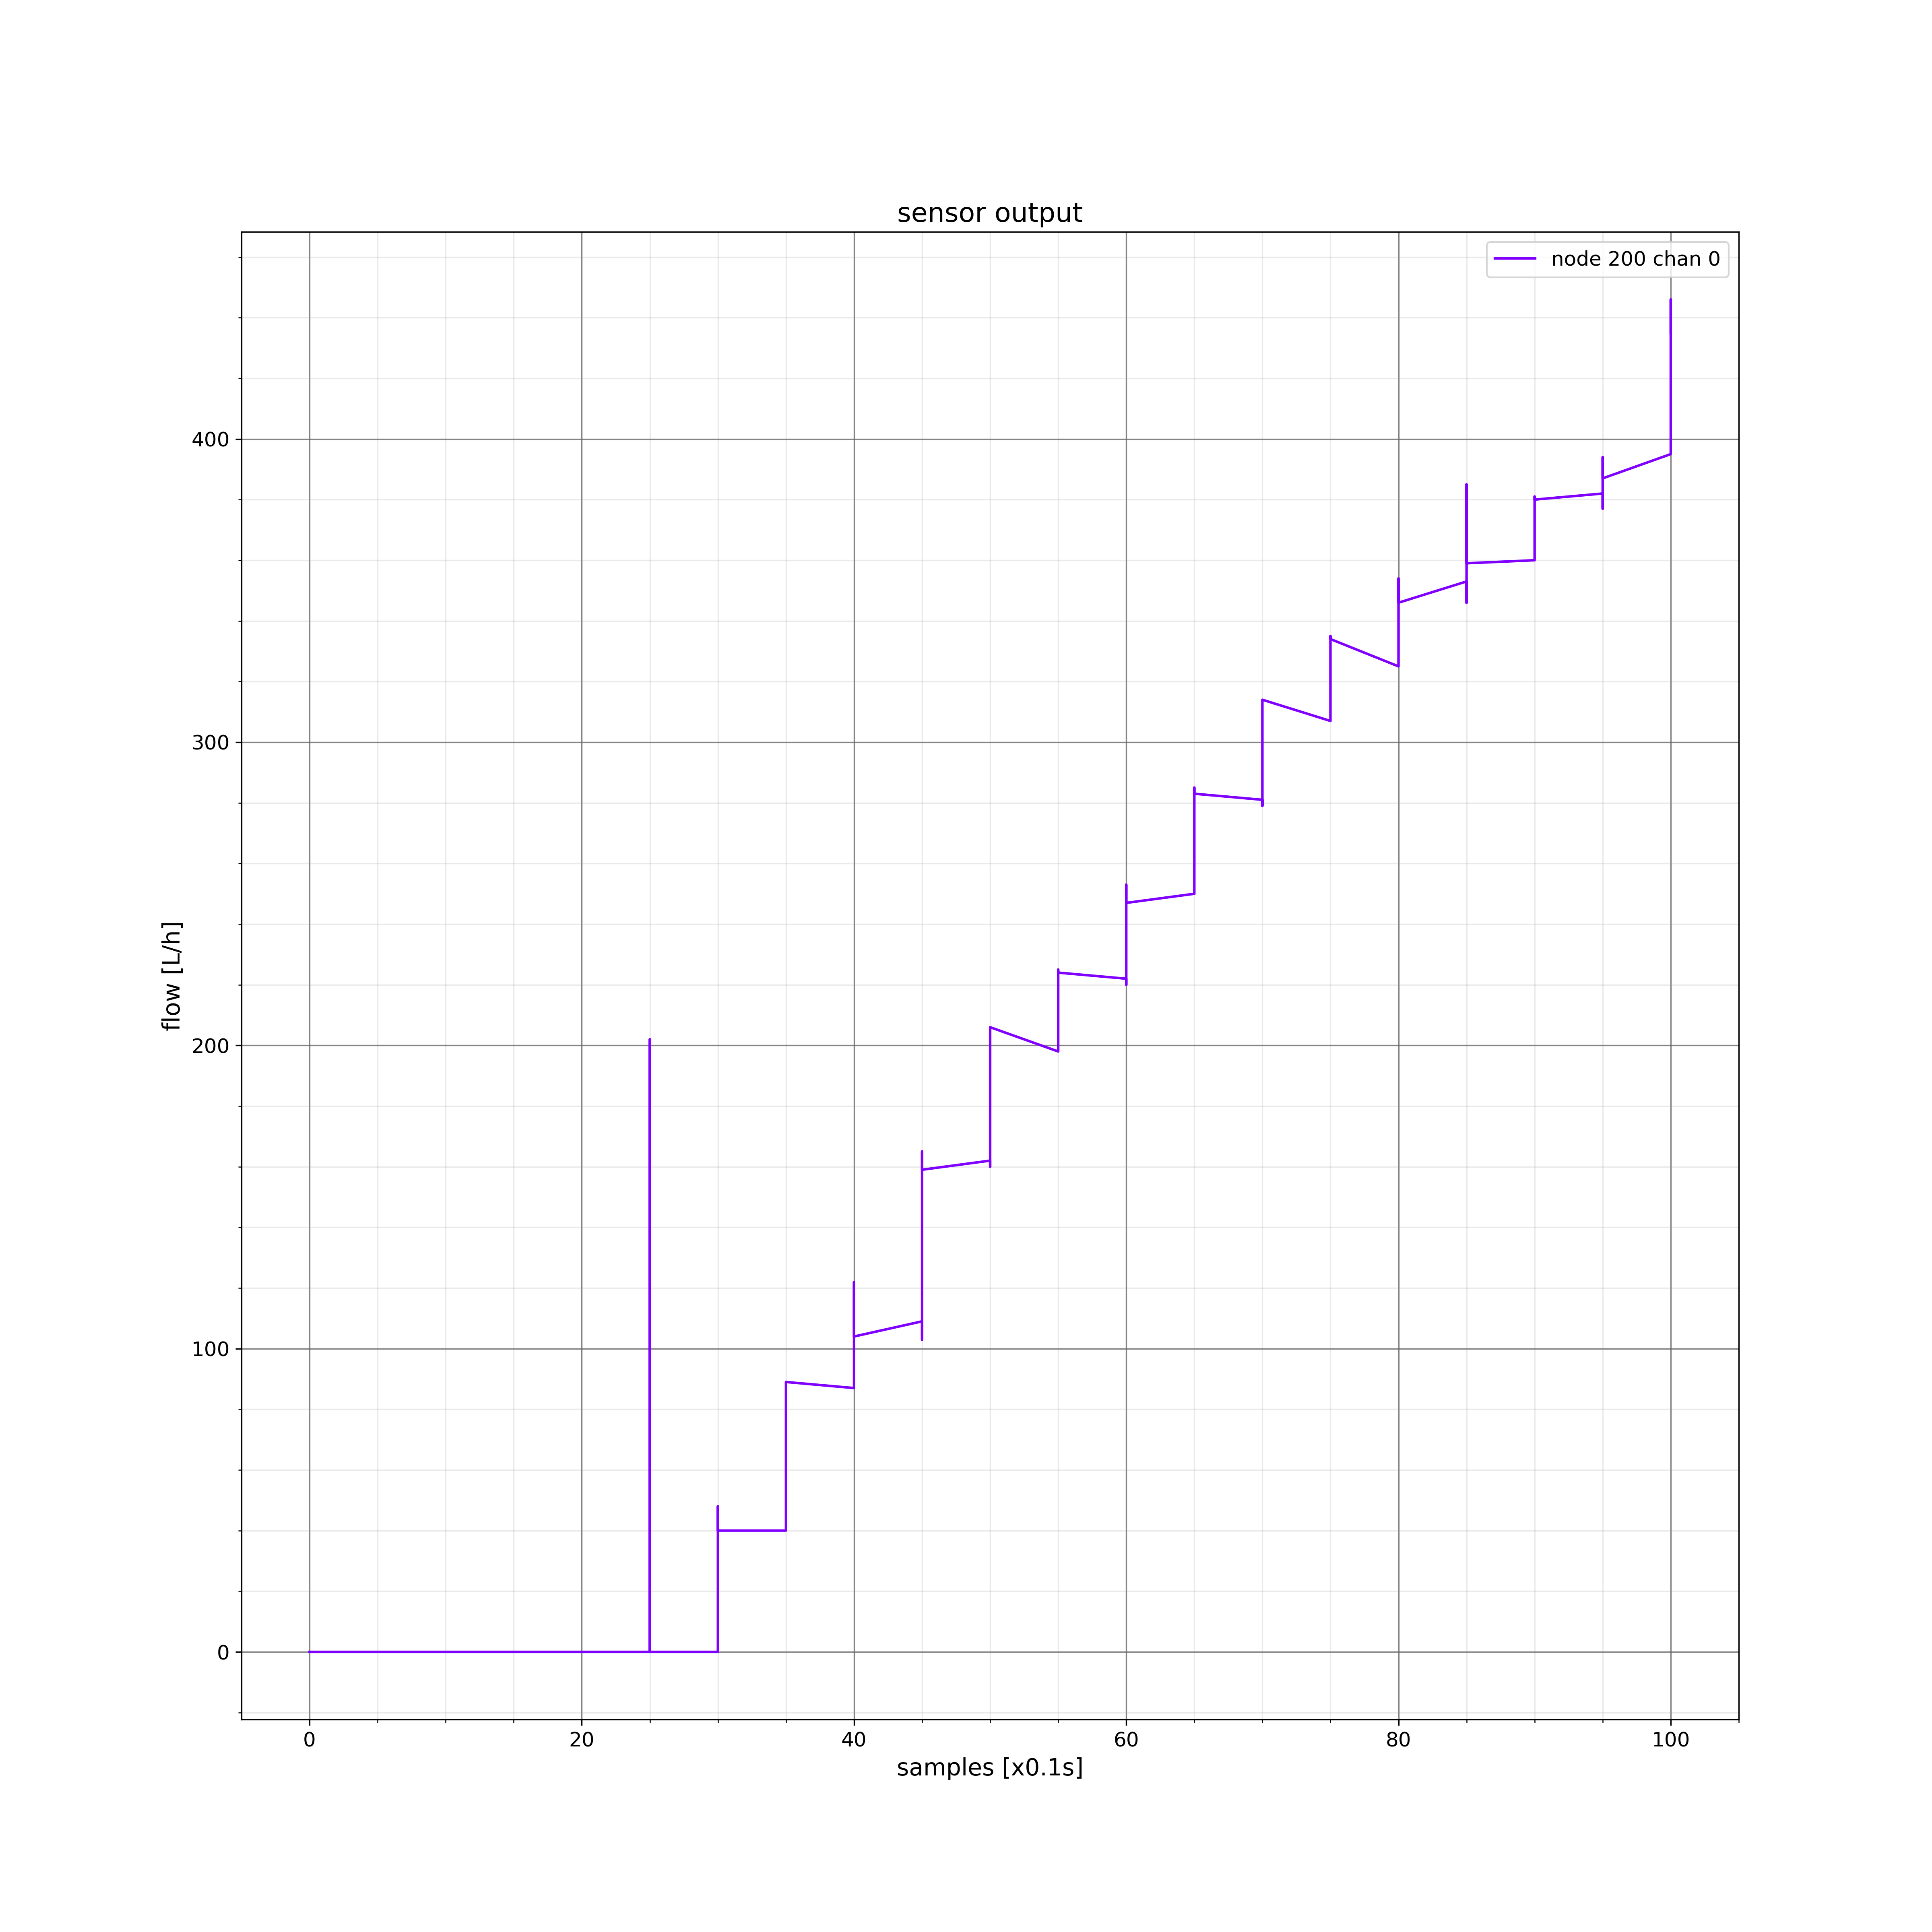 sensor output
node 200 chan 0
400
300
200
100
0
flow [L/h]
0 20 40 60 80 100
samples [x0.1s]